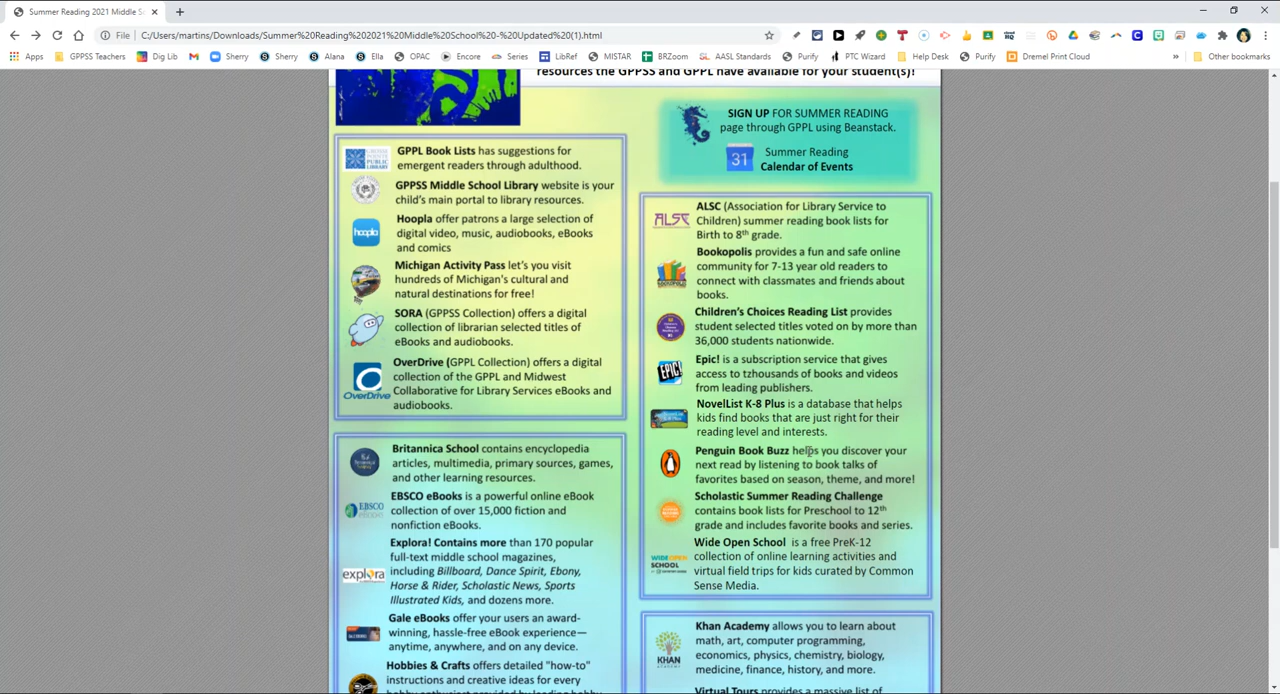 Summer Reading 2021 Middle S
File
C:/Users/martins/Downloads/Summer%20Reading%202021%20Middle%20School%20-%20Updated%20(1).html
Apps GPPSS Teachers Dig Lib Sherry Sherry Alana Ella OPAC Encore Series LibRef MISTAR BRZoom AASL Standards Purify PTC Wizard Help Desk Purify Dremel Print Cloud » Other bookmarks
resources the GPPSS and GPPL have available for your student(s)!
SIGN UP FOR SUMMER READING
page through GPPL using Beanstack.
31
Summer Reading
Calendar of Events
GPPL Book Lists has suggestions for
emergent readers through adulthood.
GPPSS Middle School Library website is your
child's main portal to library resources.
hoopla
Hoopla offer patrons a large selection of
digital video, music, audiobooks, eBooks
and comics
Michigan Activity Pass let's you visit
hundreds of Michigan's cultural and
natural destinations for free!
SORA (GPPSS Collection) offers a digital
collection of librarian selected titles of
eBooks and audiobooks.
OverDrive
OverDrive (GPPL Collection) offers a digital
collection of the GPPL and Midwest
Collaborative for Library Services eBooks and
audiobooks.
Britannica School contains encyclopedia
articles, multimedia, primary sources, games,
and other learning resources.
EBSCO
EBSCO eBooks is a powerful online eBook
collection of over 15,000 fiction and
nonfiction eBooks.
explora
Explora! Contains more than 170 popular
full-text middle school magazines,
including Billboard, Dance Spirit, Ebony,
Horse & Rider, Scholastic News, Sports
Illustrated Kids, and dozens more.
Gale eBooks offer your users an award-
winning, hassle-free eBook experience—
anytime, anywhere, and on any device.
Hobbies & Crafts offers detailed "how-to"
instructions and creative ideas for every
ALSC
ALSC (Association for Library Service to
Children) summer reading book lists for
Birth to 8th grade.
Bookopolis provides a fun and safe online
community for 7-13 year old readers to
connect with classmates and friends about
books.
Children's Choices Reading List provides
student selected titles voted on by more than
36,000 students nationwide.
EPIC!
Epic! is a subscription service that gives
access to tzhousands of books and videos
from leading publishers.
NovelList K-8 Plus is a database that helps
kids find books that are just right for their
reading level and interests.
Penguin Book Buzz helps you discover your
next read by listening to book talks of
favorites based on season, theme, and more!
Scholastic Summer Reading Challenge
contains book lists for Preschool to 12th
grade and includes favorite books and series.
WIDE OPEN
SCHOOL
Wide Open School is a free PreK-12
collection of online learning activities and
virtual field trips for kids curated by Common
Sense Media.
KHAN
ACADEMY
Khan Academy allows you to learn about
math, art, computer programming,
economics, physics, chemistry, biology,
medicine, finance, history, and more.
Virtual Tours provides a massive list of